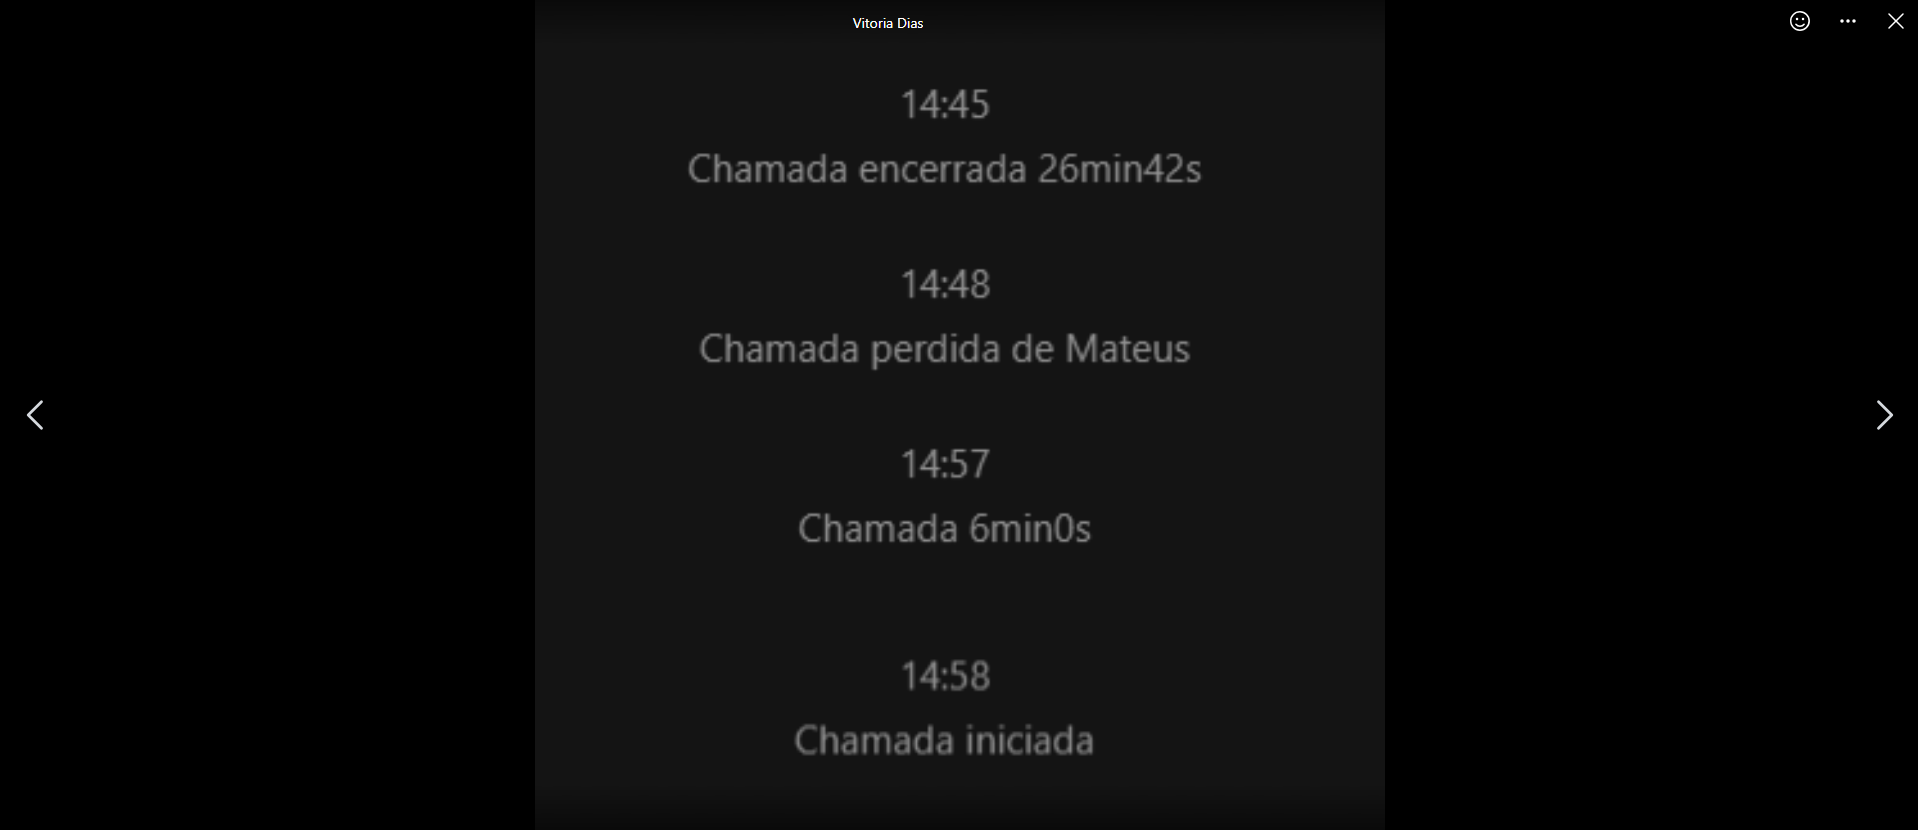 Vitoria Dias
14:45
Chamada encerrada 26min42s
14:48
Chamada perdida de Mateus
14:57
Chamada 6min0s
14:58
Chamada iniciada